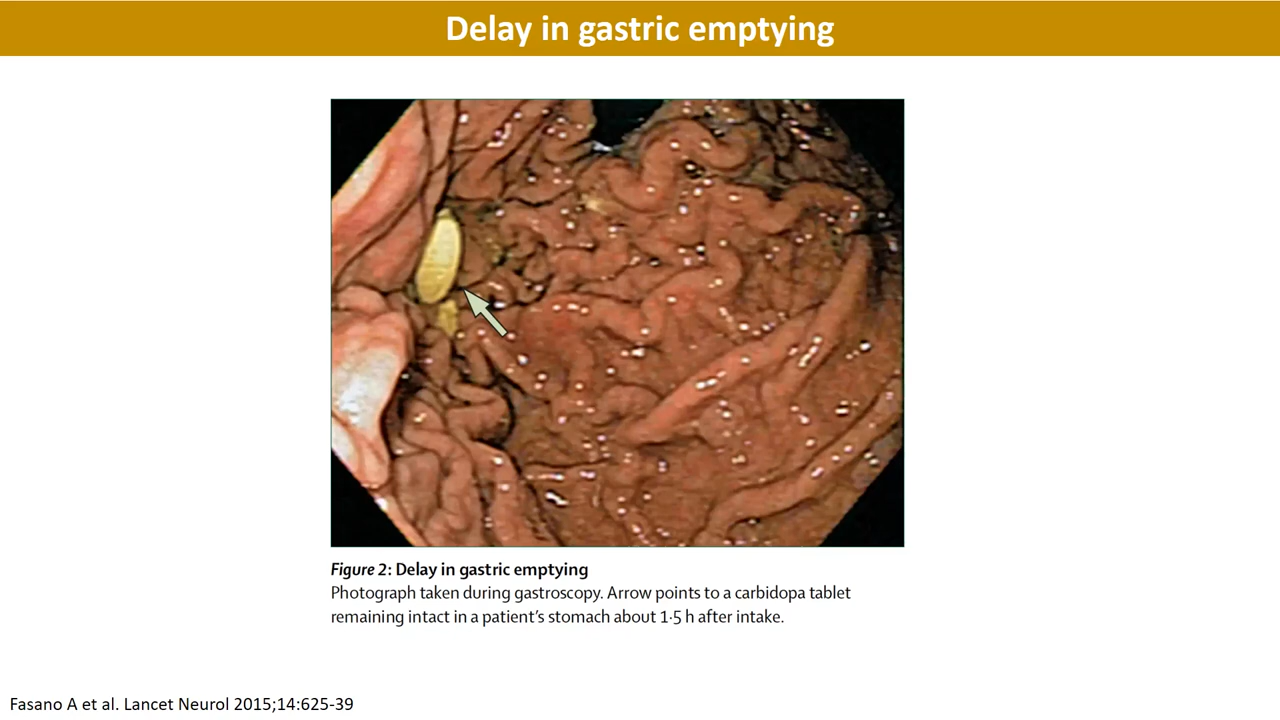 Delay in gastric emptying
Figure 2: Delay in gastric emptying
Photograph taken during gastroscopy. Arrow points to a carbidopa tablet
remaining intact in a patient's stomach about 1·5 h after intake.
Fasano A et al. Lancet Neurol 2015;14:625-39